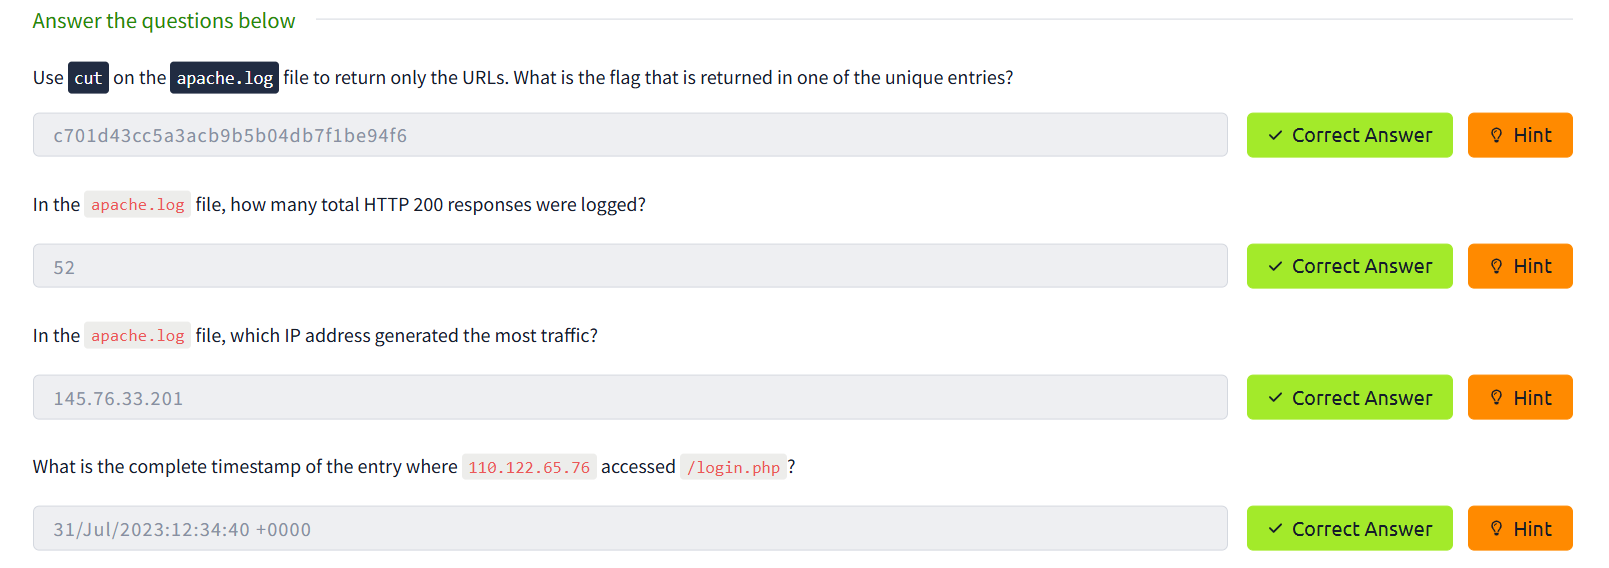 Answer the questions below
Use cut on the apache.log file to return only the URLs. What is the flag that is returned in one of the unique entries?
c701d43cc5a3acb9b5b04db7f1be94f6 Correct Answer Hint
In the apache.log file, how many total HTTP 200 responses were logged?
52 Correct Answer Hint
In the apache.log file, which IP address generated the most traffic?
145.76.33.201 Correct Answer Hint
What is the complete timestamp of the entry where 110.122.65.76 accessed /login.php?
31/Jul/2023:12:34:40 +0000 Correct Answer Hint